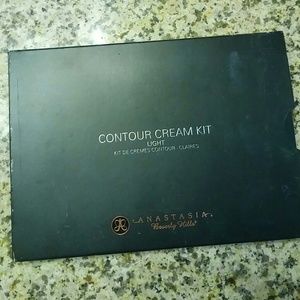 CONTOUR CREAM KIT
LIGHT
KIT DE CRÈMES CONTOUR - CLAIRES
ANASTASIA
Beverly Hills®